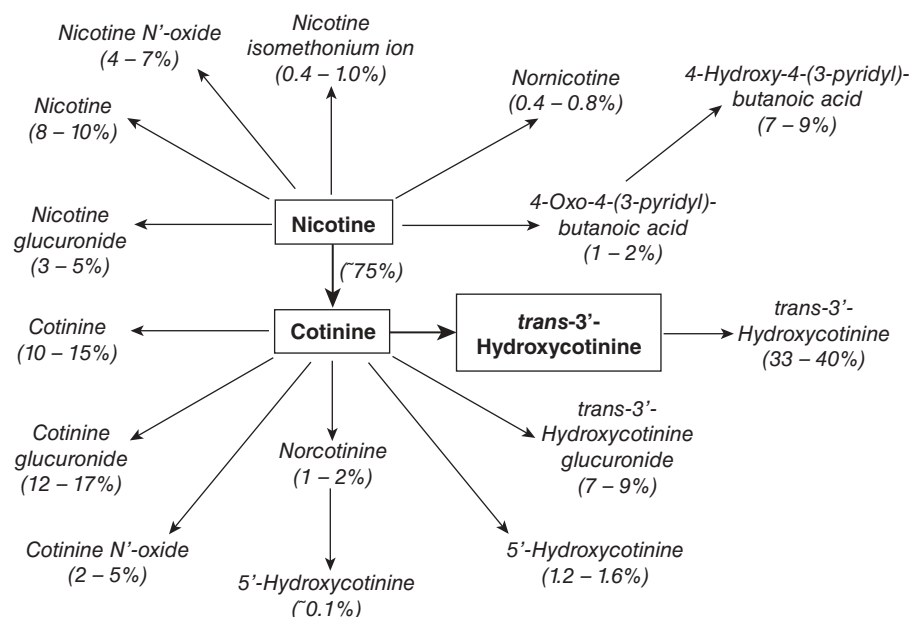 Nicotine N'-oxide
(4 – 7%)
Nicotine
isomethonium ion
(0.4 – 1.0%)
Nornicotine
(0.4 – 0.8%)
4-Hydroxy-4-(3-pyridyl)-
butanoic acid
(7 – 9%)
Nicotine
(8 – 10%)
Nicotine
glucuronide
(3 – 5%)
Nicotine
4-Oxo-4-(3-pyridyl)-
butanoic acid
(1 – 2%)
(~75%)
Cotinine
(10 – 15%)
Cotinine
trans-3'-
Hydroxycotinine
trans-3'-
Hydroxycotinine
(33 – 40%)
Cotinine
glucuronide
(12 – 17%)
Norcotinine
(1 – 2%)
trans-3'-
Hydroxycotinine
glucuronide
(7 – 9%)
Cotinine N'-oxide
(2 – 5%)
5'-Hydroxycotinine
(~0.1%)
5'-Hydroxycotinine
(1.2 – 1.6%)